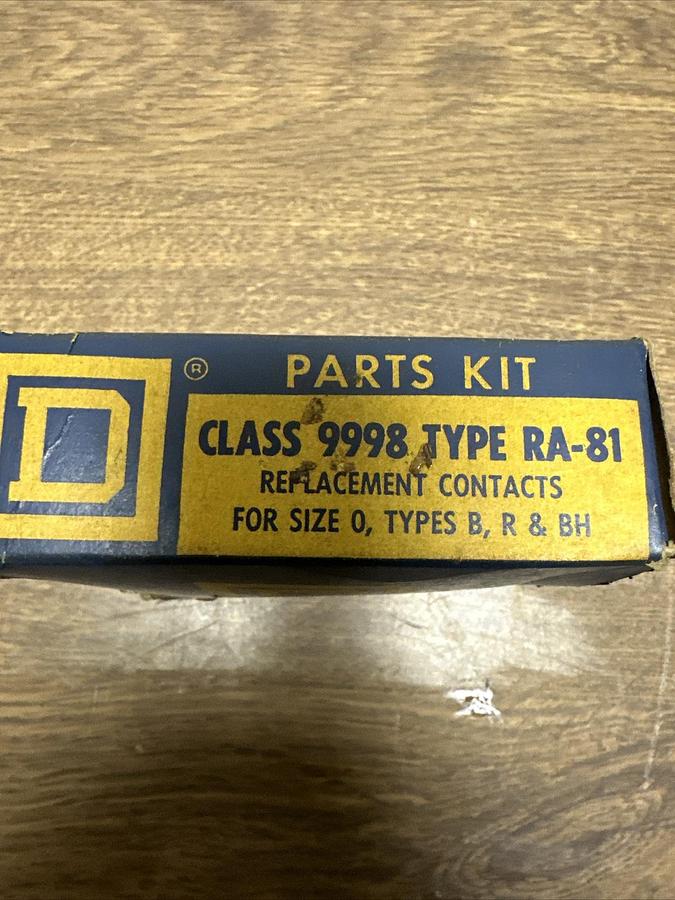 D ®
PARTS KIT
CLASS 9998 TYPE RA-81
REPLACEMENT CONTACTS
FOR SIZE 0, TYPES B, R & BH